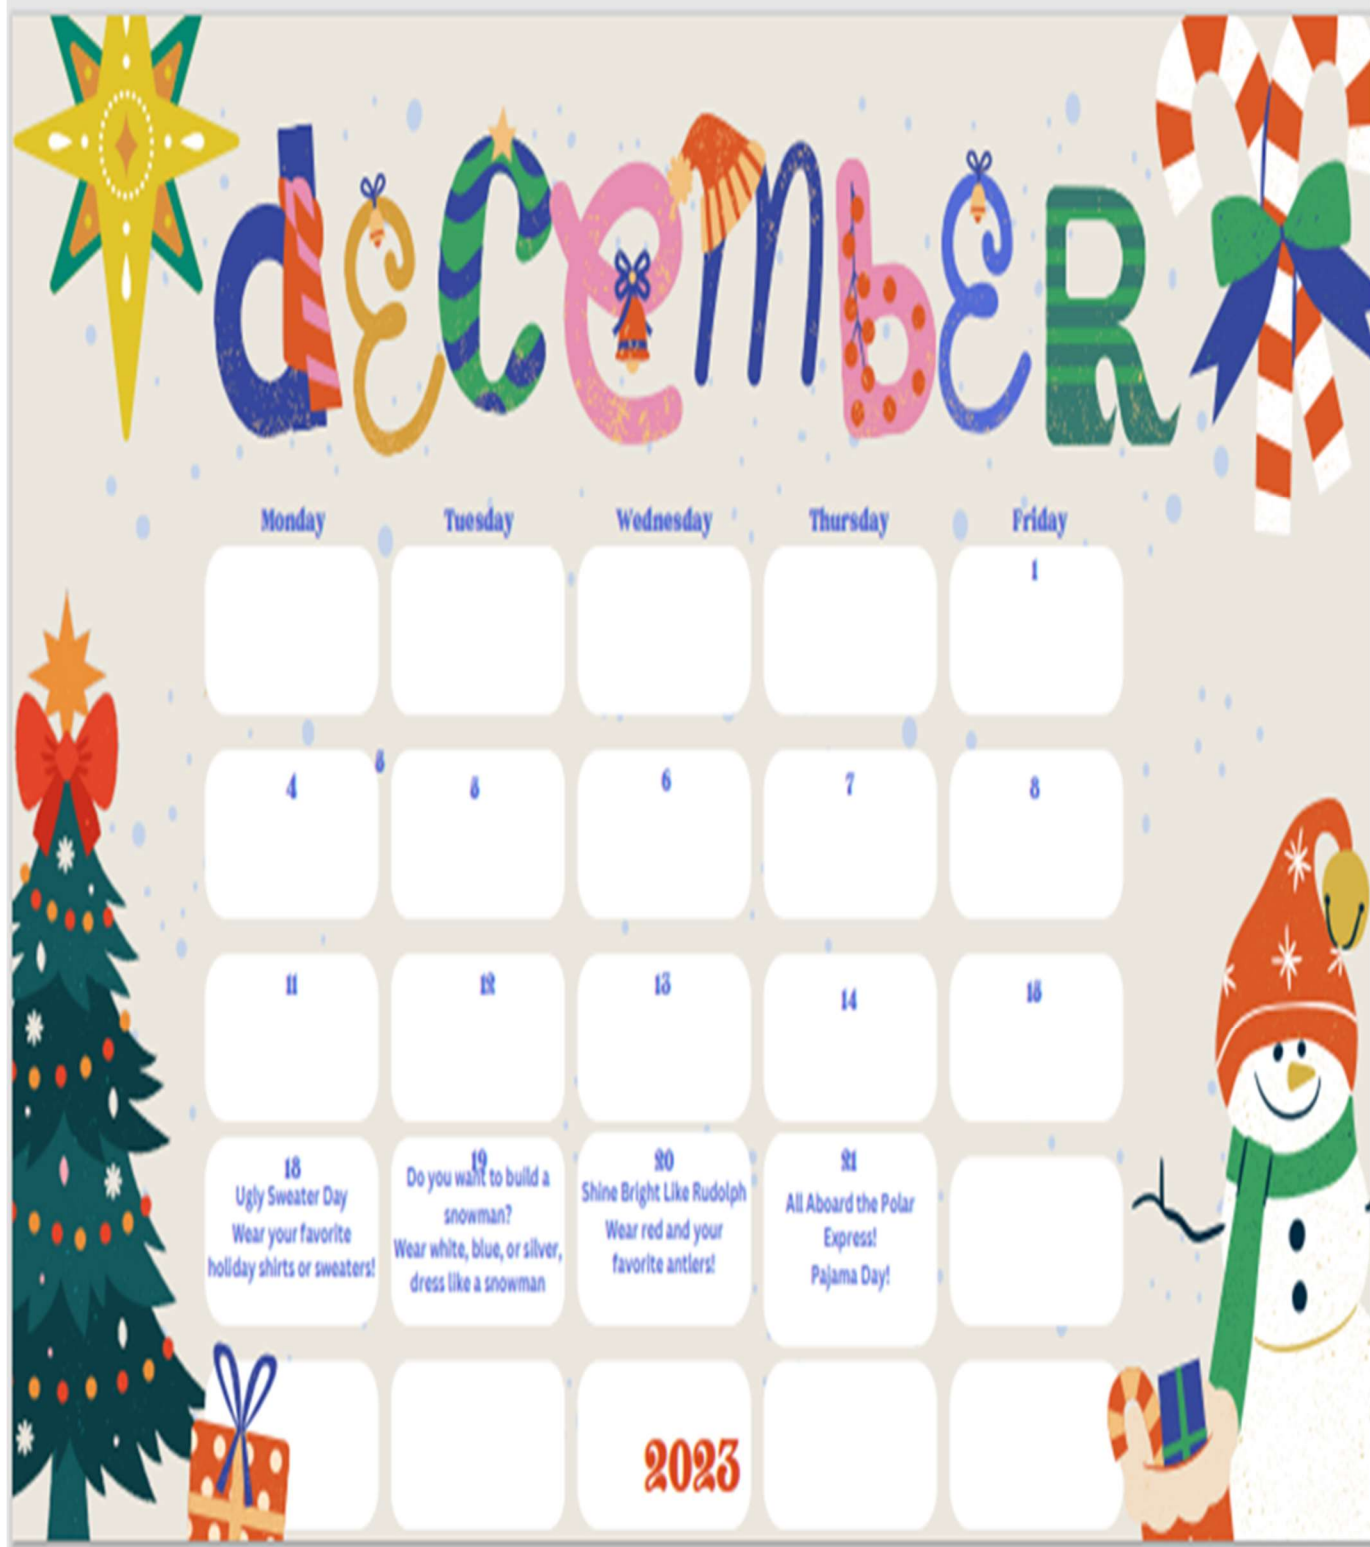 deceмbeR
Monday Tuesday Wednesday Thursday Friday
1
5
4 5 6 7 8
11 12 13 14 15
18
Ugly Sweater Day
Wear your favorite
holiday shirts or sweaters!
19
Do you want to build a
snowman?
Wear white, blue, or silver,
dress like a snowman
20
Shine Bright Like Rudolph
Wear red and your
favorite antlers!
21
All Aboard the Polar
Express!
Pajama Day!
2023